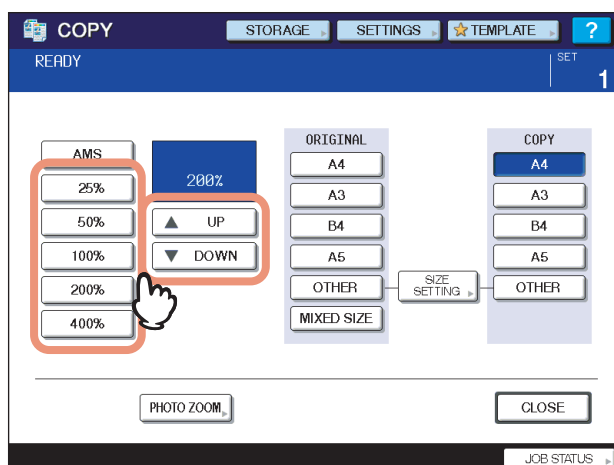 COPY
STORAGE
SETTINGS
TEMPLATE
?
READY
SET
1
AMS
25%
50%
100%
200%
400%
200%
UP
DOWN
ORIGINAL
A4
A3
B4
A5
OTHER
MIXED SIZE
SIZE
SETTING
COPY
A4
A3
B4
A5
OTHER
PHOTO ZOOM
CLOSE
JOB STATUS